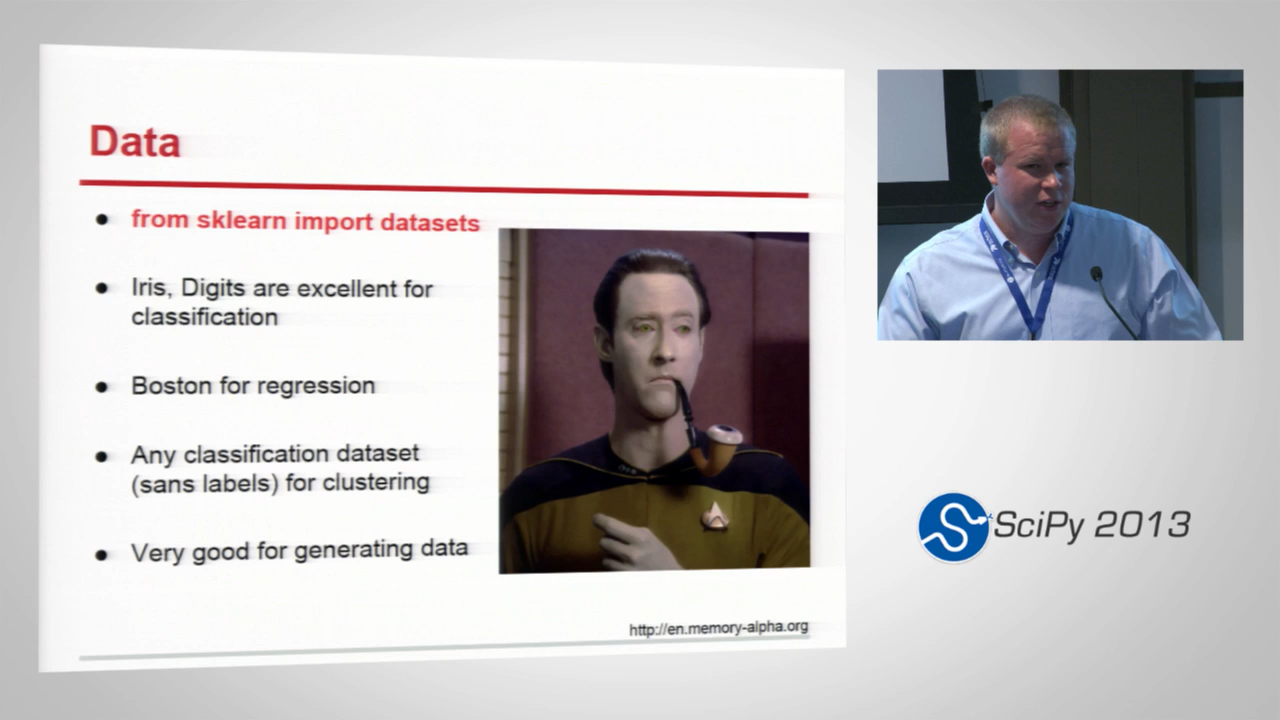 Data
from sklearn import datasets
Iris, Digits are excellent for
classification
Boston for regression
Any classification dataset
(sans labels) for clustering
Very good for generating data
http://en.memory-alpha.org
SciPy 2013